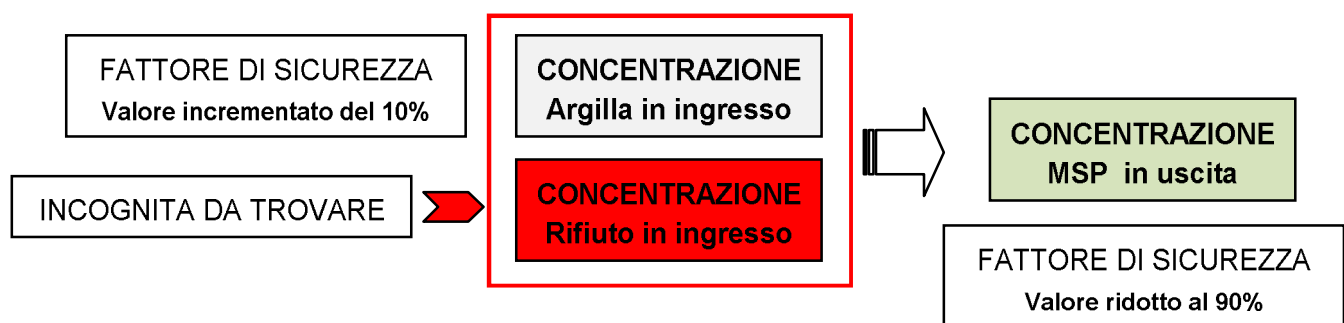 FATTORE DI SICUREZZA
Valore incrementato del 10%
CONCENTRAZIONE
Argilla in ingresso
INCOGNITA DA TROVARE
CONCENTRAZIONE
Rifiuto in ingresso
CONCENTRAZIONE
MSP in uscita
FATTORE DI SICUREZZA
Valore ridotto al 90%